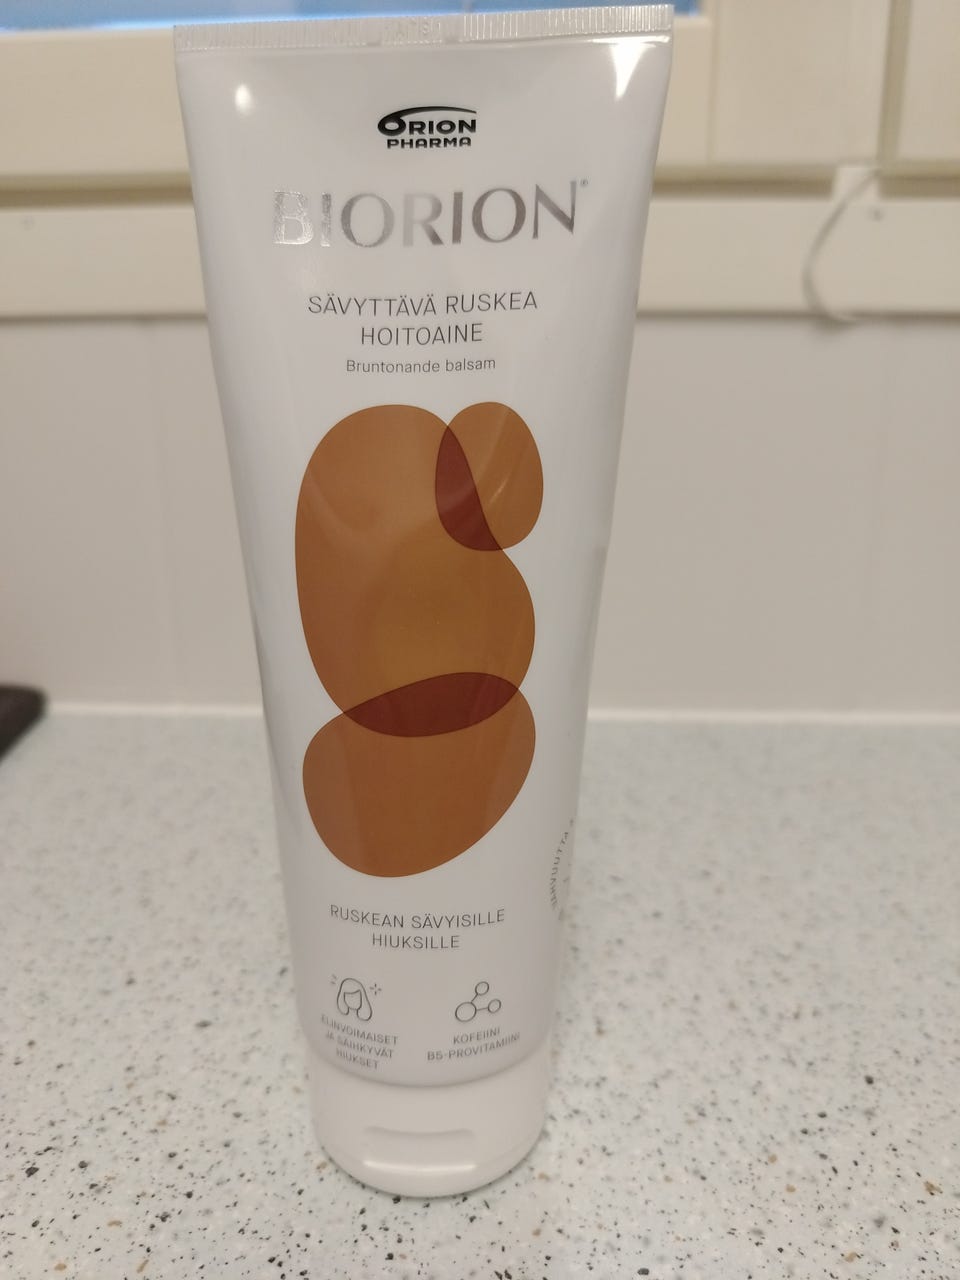 ORION
PHARMA
BIORION®
SÄVYTTÄVÄ RUSKEA
HOITOAINE
Bruntonande balsam
RUSKEAN SÄVYISILLE
HIUKSILLE
ELINVOIMAISET
JA SÄIHKYVÄT
HIUKSET
KOFEIINI
B5-PROVITAMIINI